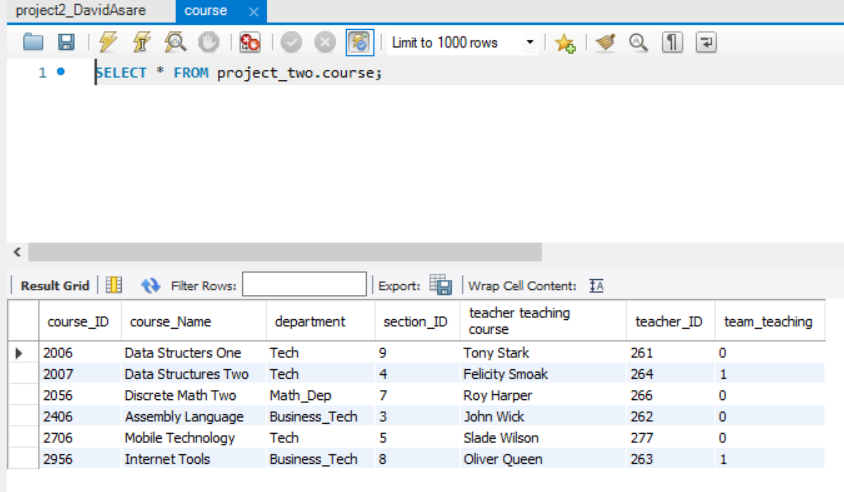 project2_DavidAsare course ×
Limit to 1000 rows
1 SELECT * FROM project_two.course;
Result Grid Filter Rows: Export: Wrap Cell Content: IA
course_ID course_Name department section_ID teacher teaching course teacher_ID team_teaching
2006 Data Structers One Tech 9 Tony Stark 261 0
2007 Data Structures Two Tech 4 Felicity Smoak 264 1
2056 Discrete Math Two Math_Dep 7 Roy Harper 266 0
2406 Assembly Language Business_Tech 3 John Wick 262 0
2706 Mobile Technology Tech 5 Slade Wilson 277 0
2956 Internet Tools Business_Tech 8 Oliver Queen 263 1